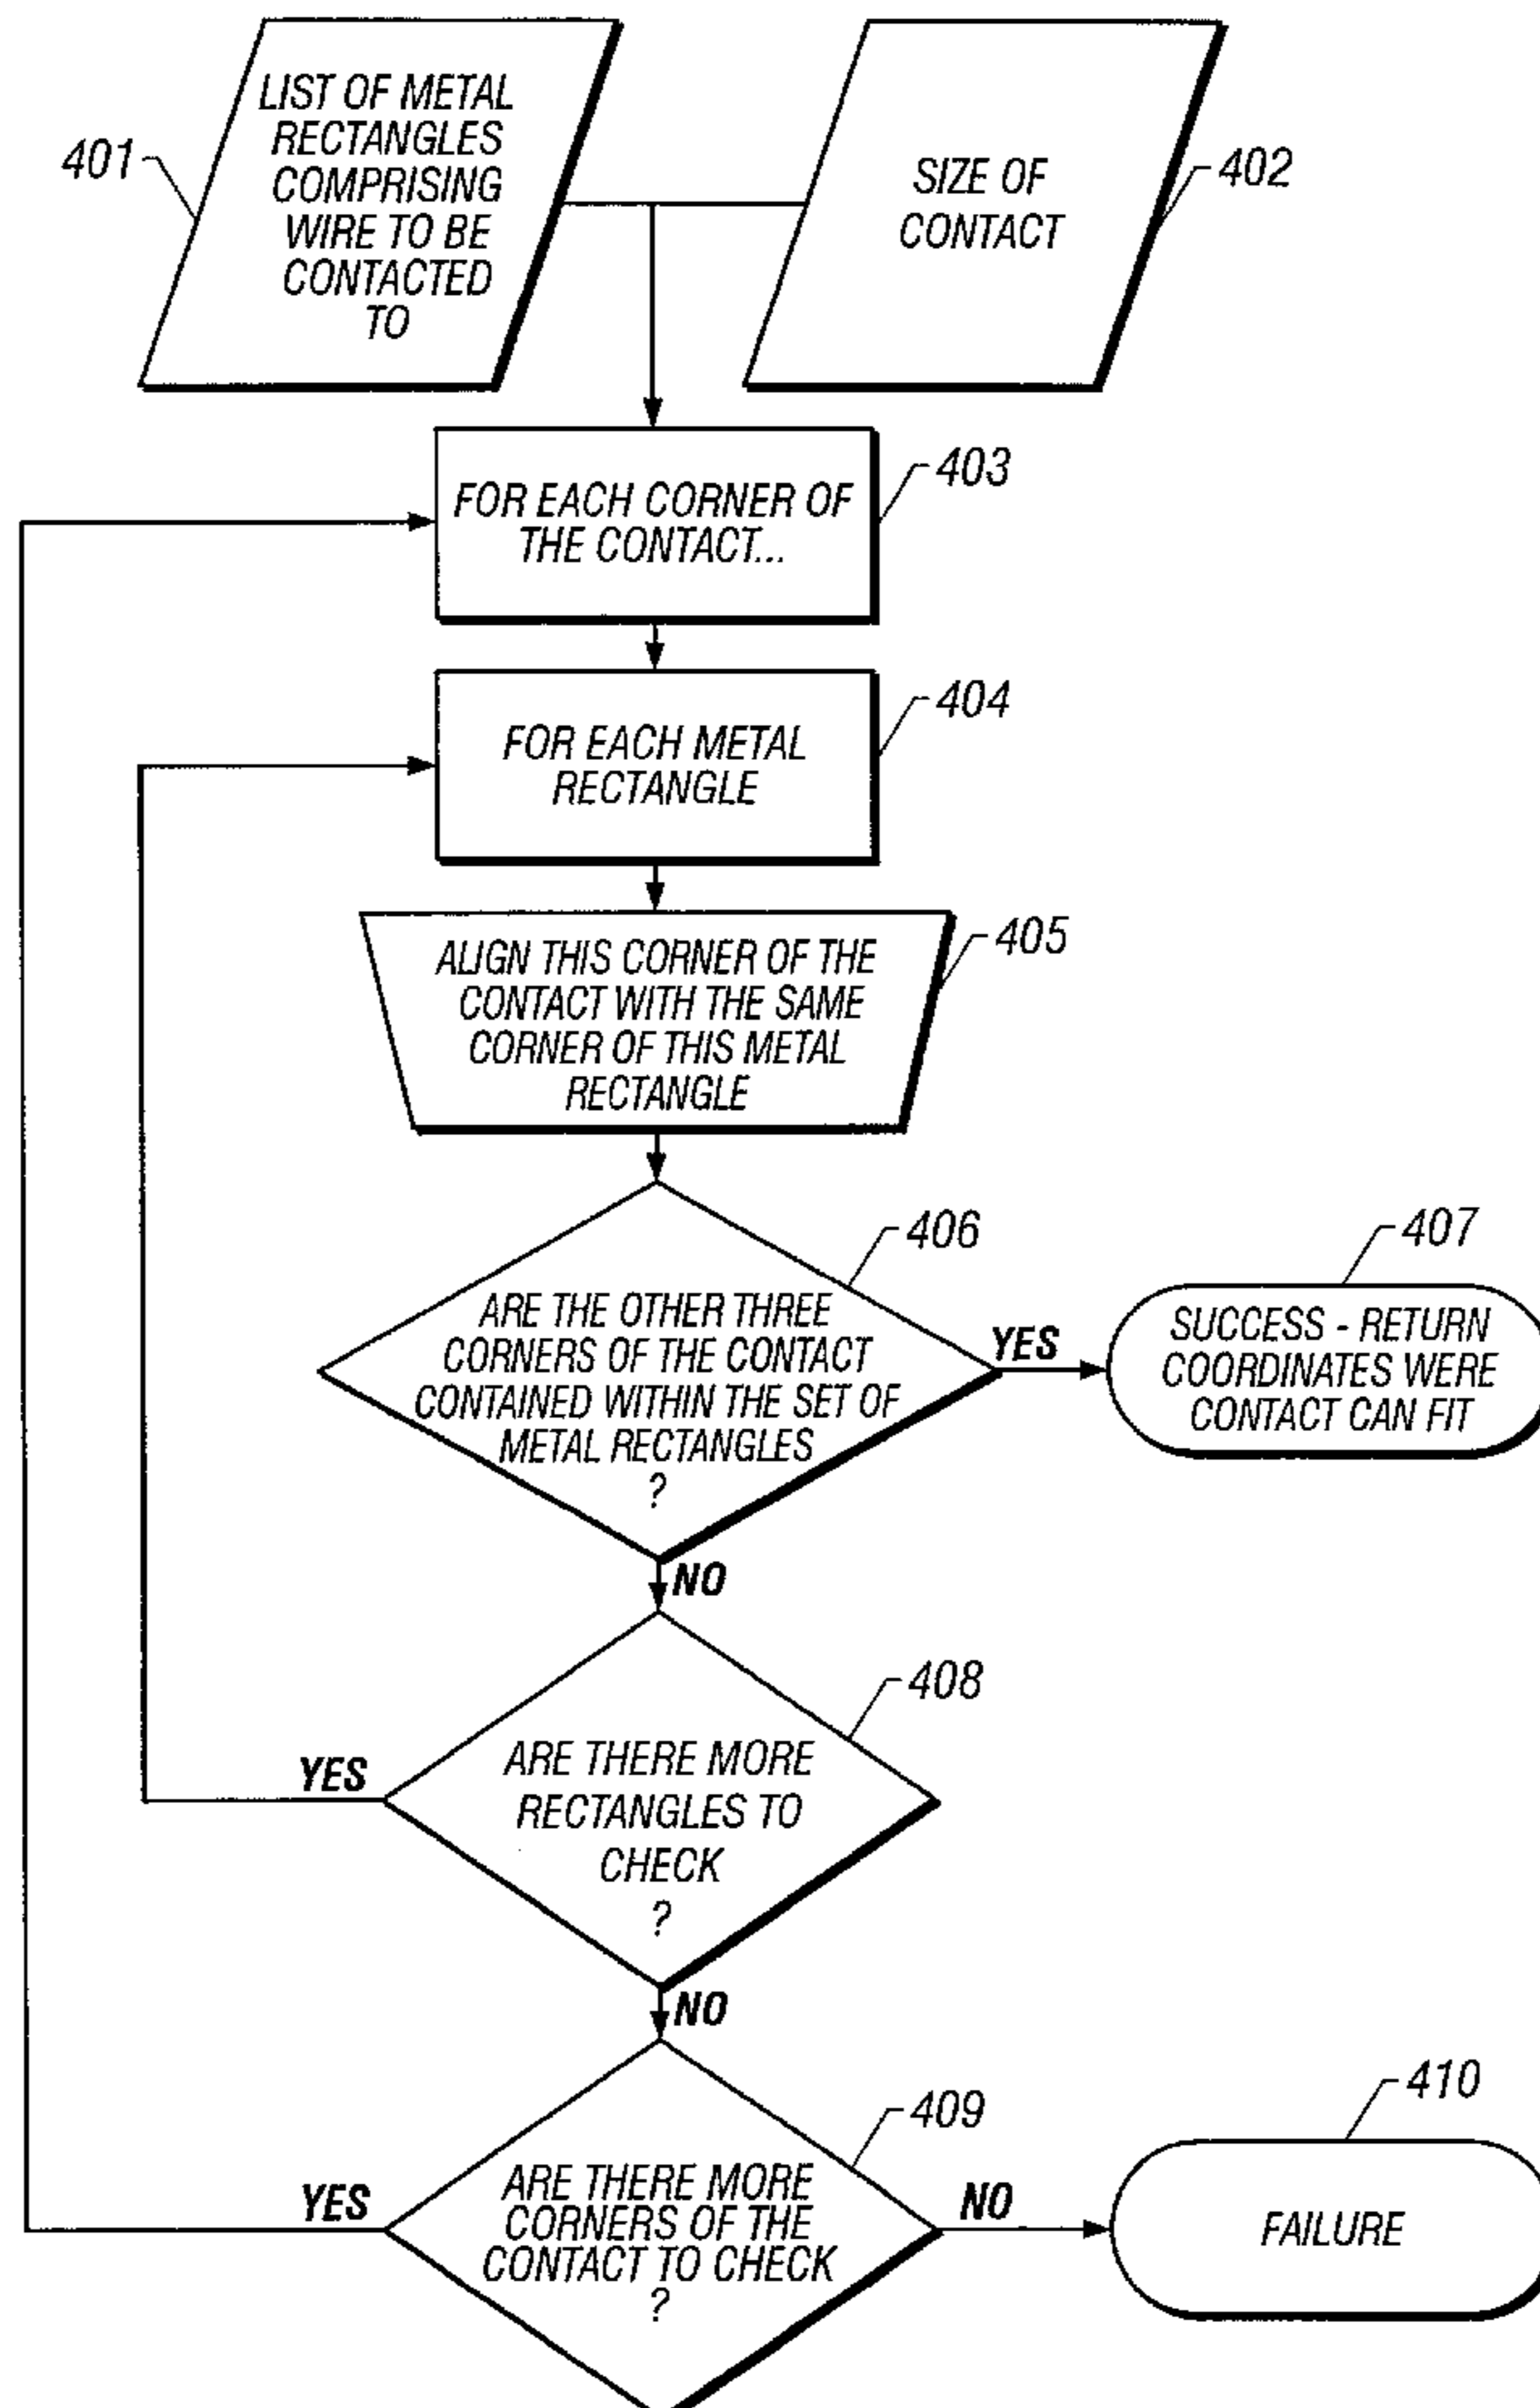 LIST OF METAL
RECTANGLES
COMPRISING
WIRE TO BE
CONTACTED
TO
401
SIZE OF
CONTACT
402
FOR EACH CORNER OF
THE CONTACT...
403
FOR EACH METAL
RECTANGLE
404
ALIGN THIS CORNER OF THE
CONTACT WITH THE SAME
CORNER OF THIS METAL
RECTANGLE
405
ARE THE OTHER THREE
CORNERS OF THE CONTACT
CONTAINED WITHIN THE SET OF
METAL RECTANGLES
?
406
YES
SUCCESS - RETURN
COORDINATES WERE
CONTACT CAN FIT
407
NO
ARE THERE MORE
RECTANGLES TO
CHECK
?
408
YES
NO
ARE THERE MORE
CORNERS OF THE
CONTACT TO CHECK
?
409
YES
NO
FAILURE
410